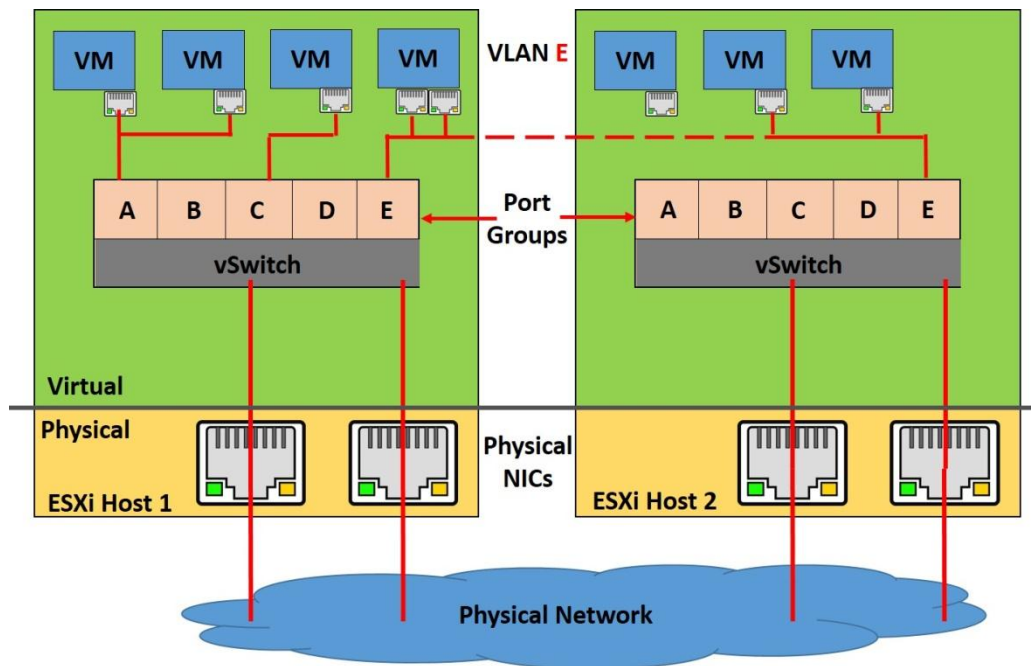 VM
VM
VM
VM
VLAN E
VM
VM
VM
A B C D E
Port
Groups
A B C D E
vSwitch
vSwitch
Virtual
Physical
Physical
NICs
ESXi Host 1
ESXi Host 2
Physical Network